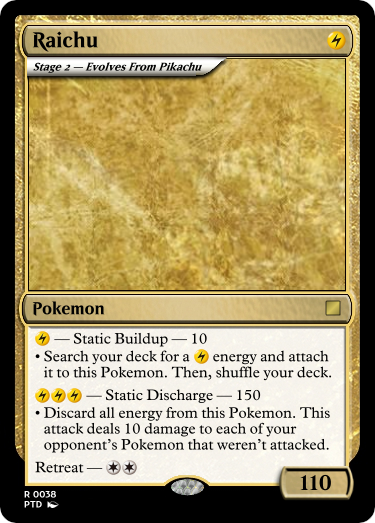 Raichu
Stage 2 — Evolves From Pikachu
Pokemon
— Static Buildup — 10
• Search your deck for a energy and attach
it to this Pokemon. Then, shuffle your deck.
— Static Discharge — 150
• Discard all energy from this Pokemon. This
attack deals 10 damage to each of your
opponent's Pokemon that weren't attacked.
Retreat —
110
R 0038
PTD